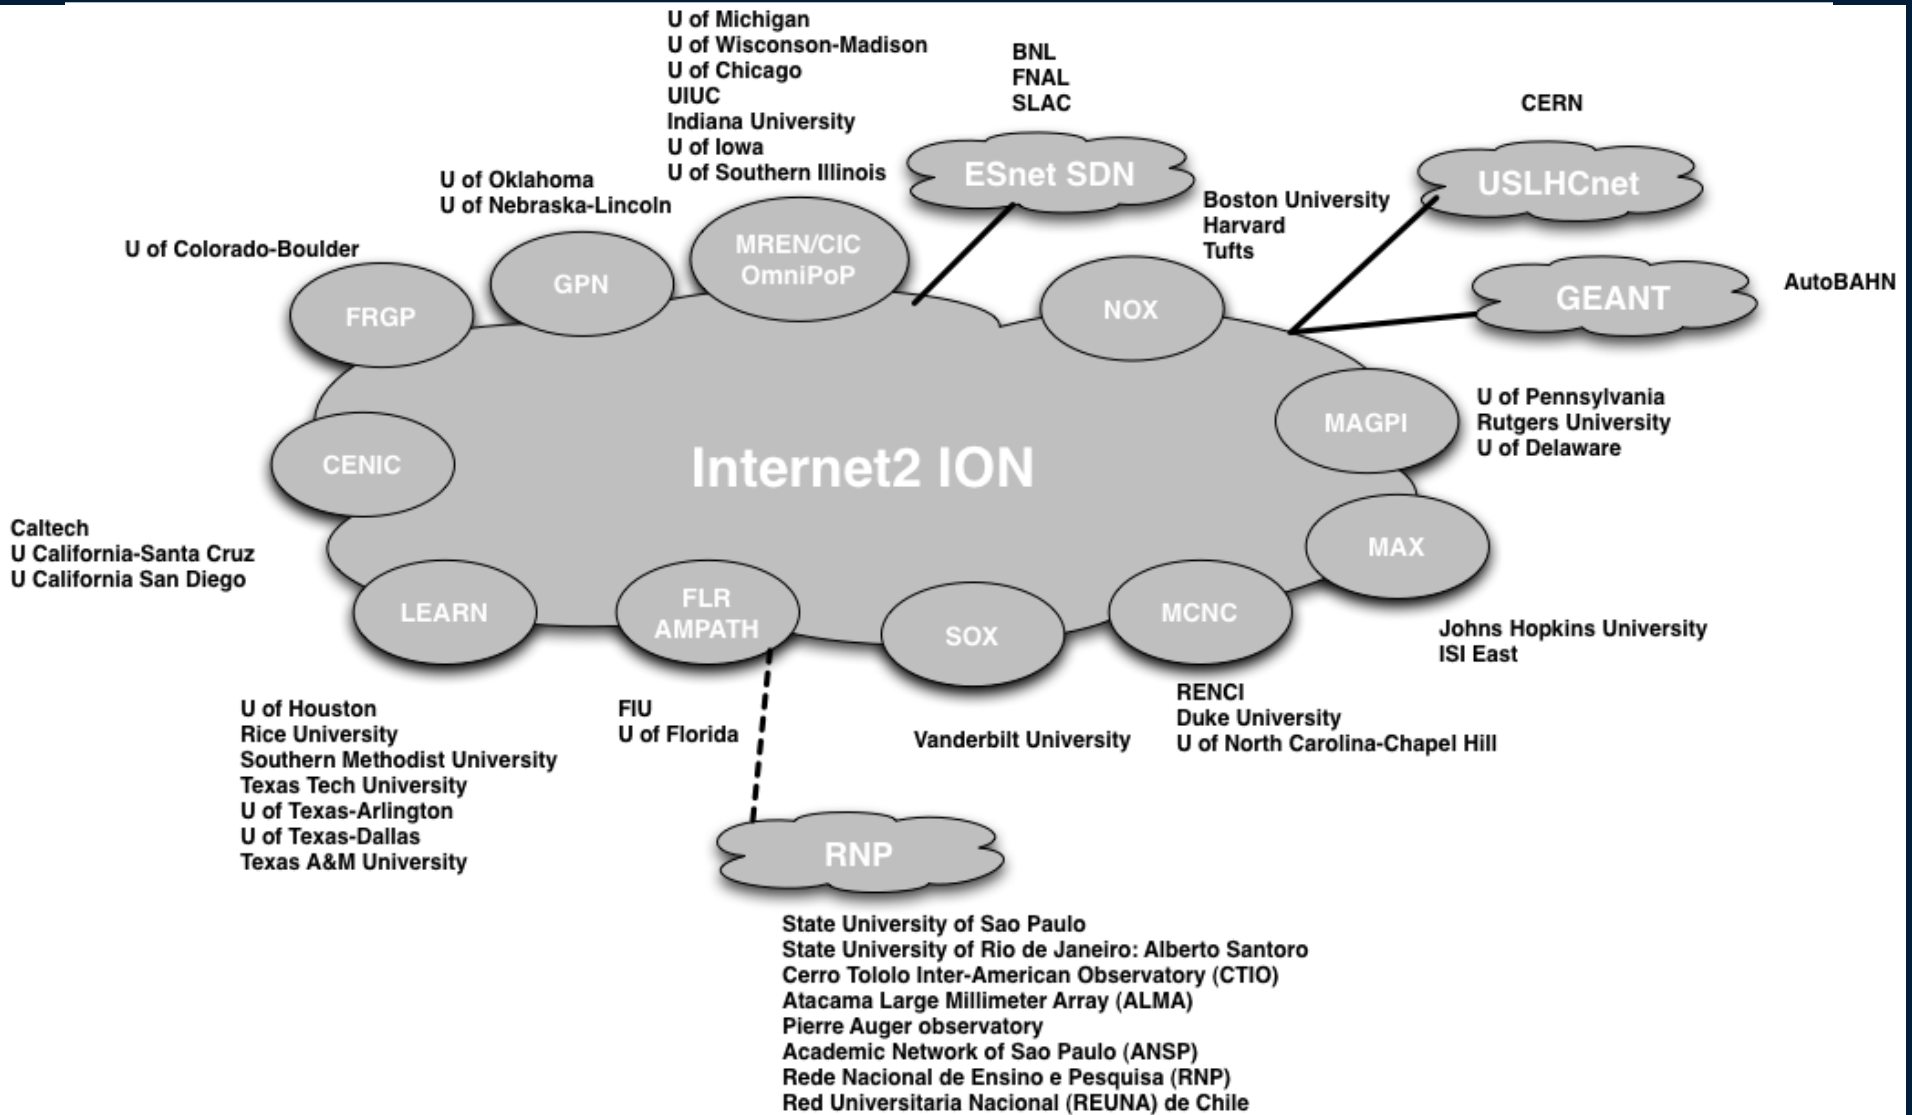 U of Michigan
U of Wisconson-Madison
U of Chicago
UIUC
Indiana University
U of Iowa
U of Southern Illinois
BNL
FNAL
SLAC
CERN
U of Oklahoma
U of Nebraska-Lincoln
ESnet SDN
USLHCnet
Boston University
Harvard
Tufts
U of Colorado-Boulder
MREN/CIC
OmniPoP
GPN
FRGP
NOX
GEANT
AutoBAHN
U of Pennsylvania
Rutgers University
U of Delaware
MAGPI
CENIC
Internet2 ION
Caltech
U California-Santa Cruz
U California San Diego
MAX
LEARN
FLR
AMPATH
SOX
MCNC
Johns Hopkins University
ISI East
U of Houston
Rice University
Southern Methodist University
Texas Tech University
U of Texas-Arlington
U of Texas-Dallas
Texas A&M University
FIU
U of Florida
Vanderbilt University
RENCI
Duke University
U of North Carolina-Chapel Hill
RNP
State University of Sao Paulo
State University of Rio de Janeiro: Alberto Santoro
Cerro Tololo Inter-American Observatory (CTIO)
Atacama Large Millimeter Array (ALMA)
Pierre Auger observatory
Academic Network of Sao Paulo (ANSP)
Rede Nacional de Ensino e Pesquisa (RNP)
Red Universitaria Nacional (REUNA) de Chile